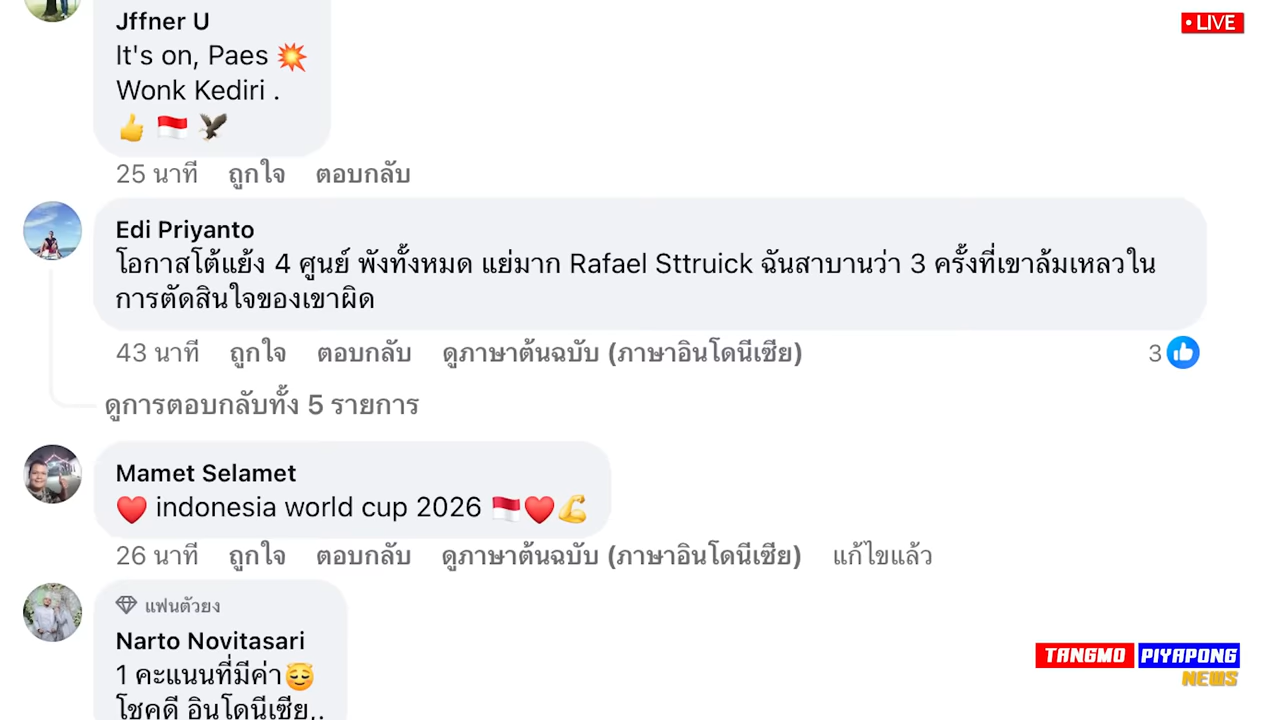 Jffner U
• LIVE
It's on, Paes 💥
Wonk Kediri .
👍 🇮🇩 🦅
25 นาที ถูกใจ ตอบกลับ
Edi Priyanto
โอกาสโต้แย้ง 4 ศูนย์ พังทั้งหมด แย่มาก Rafael Sttruick ฉันสาบานว่า 3 ครั้งที่เขาล้มเหลวใน
การตัดสินใจของเขาผิด
43 นาที ถูกใจ ตอบกลับ ดูภาษาต้นฉบับ (ภาษาอินโดนีเซีย) 3
ดูการตอบกลับทั้ง 5 รายการ
Mamet Selamet
❤️ indonesia world cup 2026 🇮🇩❤️💪
26 นาที ถูกใจ ตอบกลับ ดูภาษาต้นฉบับ (ภาษาอินโดนีเซีย) แก้ไขแล้ว
แฟนตัวยง
Narto Novitasari
1 คะแนนที่มีค่า😌
โชคดี อินโดนีเซีย,.
TANGMO PIYAPONG
NEWS